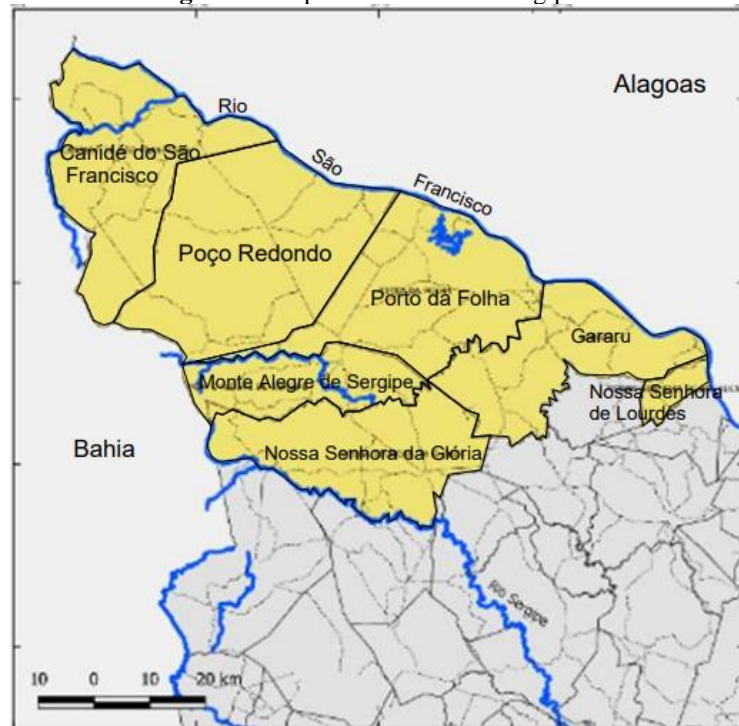 Alagoas
Rio
São
Francisco
Canidé do São
Francisco
Poço Redondo
Porto da Folha
Gararu
Monte Alegre de Sergipe
Nossa Senhora
de Lourdes
Bahia
Nossa Senhora da Glória
Rio Sergipe
10 0 10 20 km